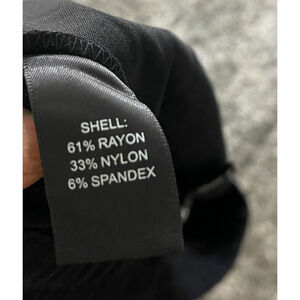 SHELL:
61% RAYON
33% NYLON
6% SPANDEX